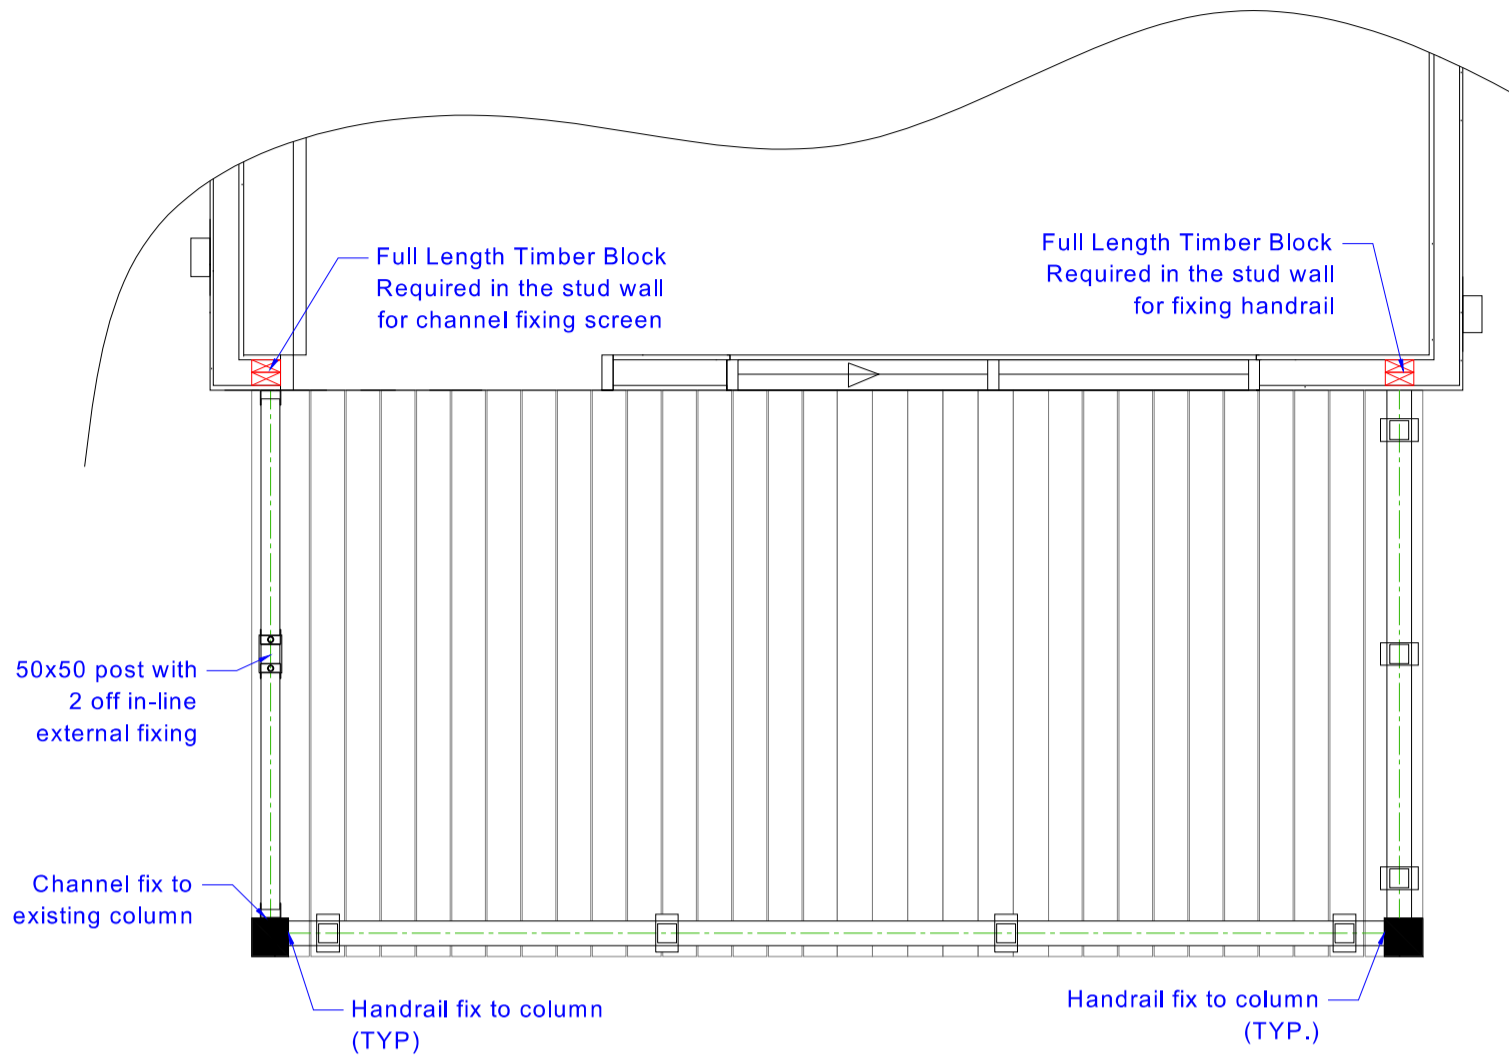 Full Length Timber Block
Required in the stud wall
for channel fixing screen
Full Length Timber Block
Required in the stud wall
for fixing handrail
50x50 post with
2 off in-line
external fixing
Channel fix to
existing column
Handrail fix to column
(TYP)
Handrail fix to column
(TYP.)